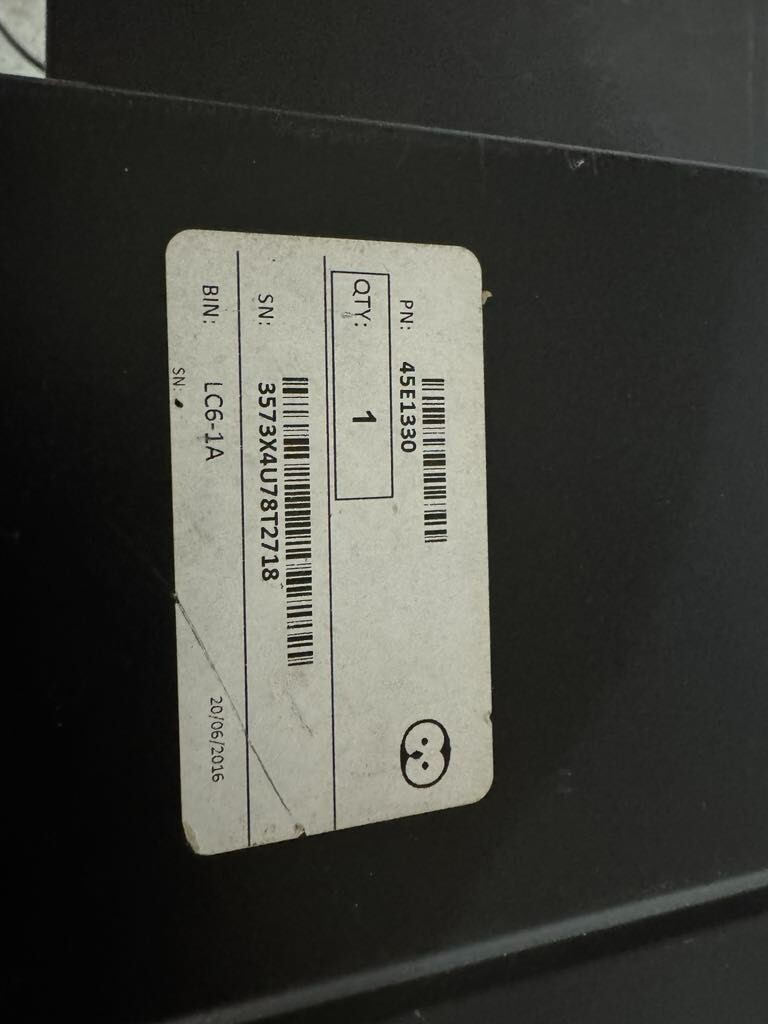 PN: 45E1330
QTY: 1
SN: 3573X4U78T2718
BIN: LC6-1A 20/06/2016
SN: